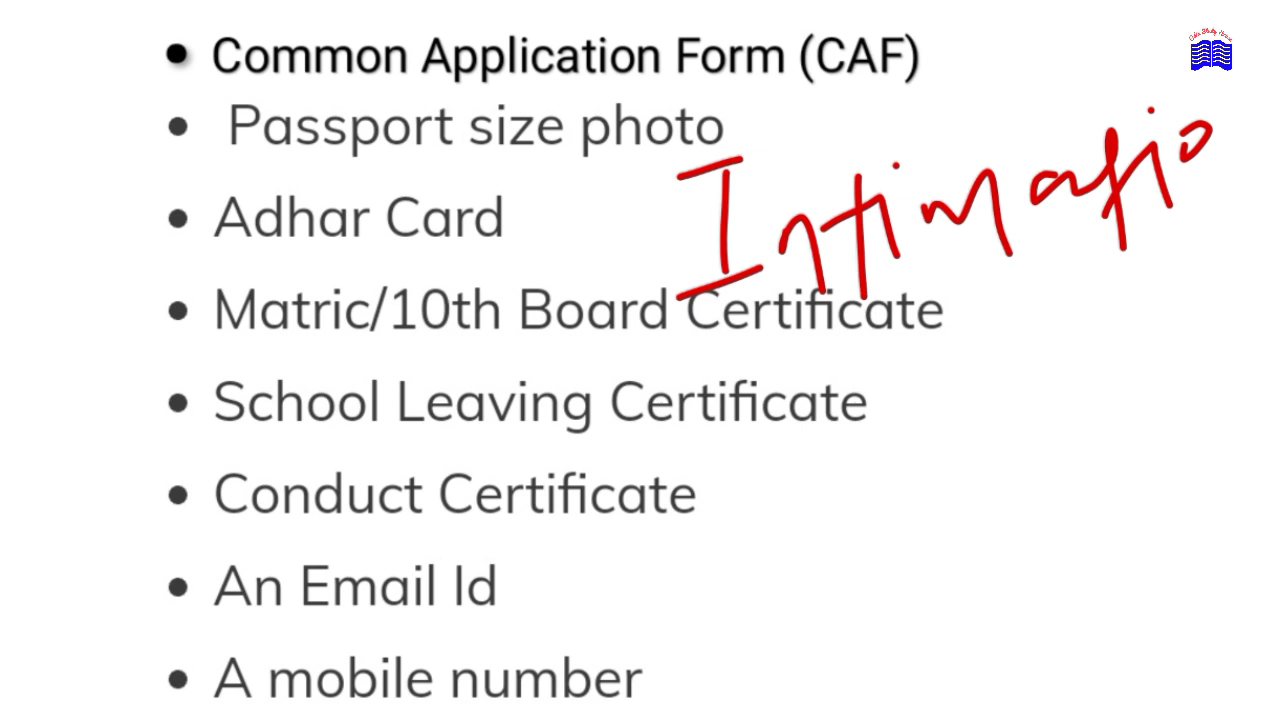 • Common Application Form (CAF)
• Passport size photo
Intimatio
• Adhar Card
• Matric/10th Board Certificate
• School Leaving Certificate
• Conduct Certificate
• An Email Id
• A mobile number